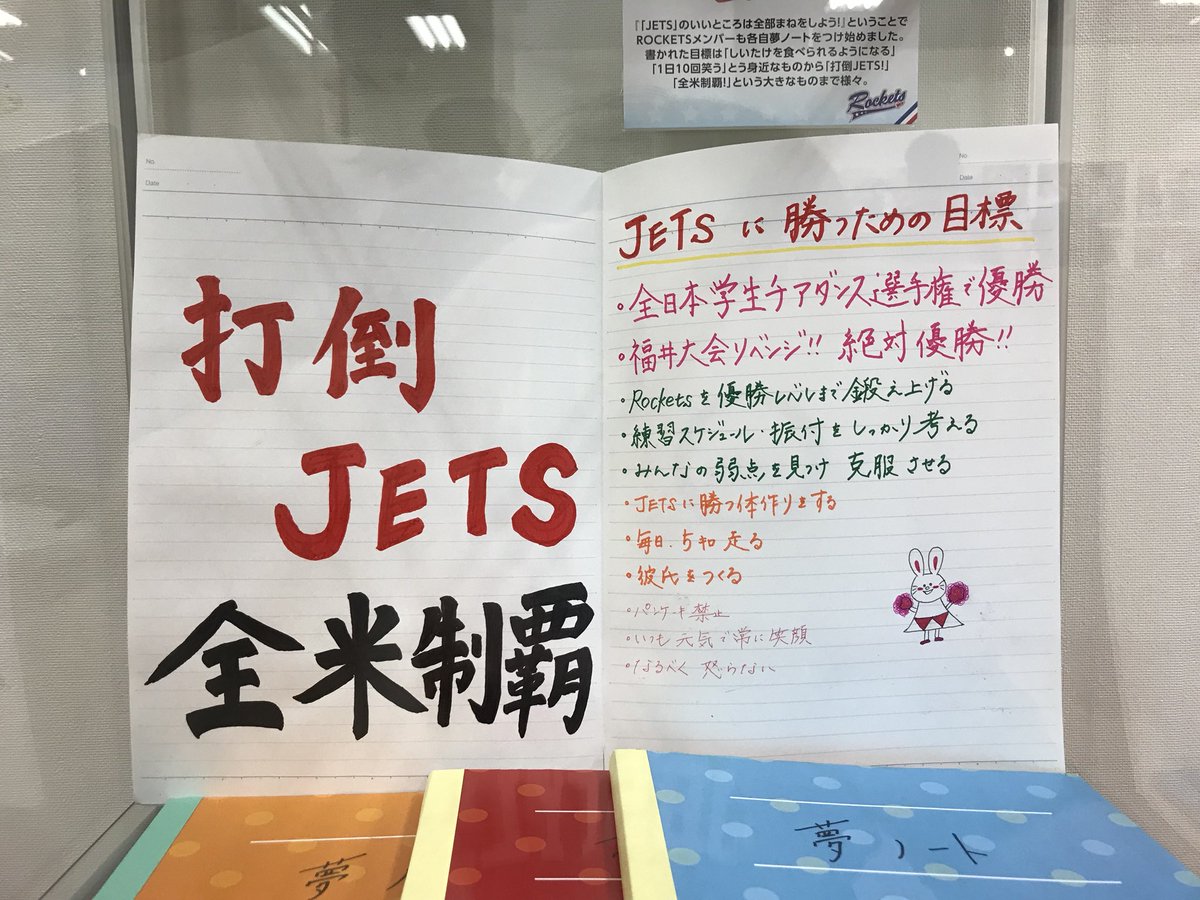 『「JETS」のいいところは全部まねをしよう!』ということで
ROCKETSメンバーも各自夢ノートをつけ始めました。
書かれた目標は「しいたけを食べられるようになる」
「1日10回笑う」とう身近なものから「打倒JETS!」
「全米制覇!」という大きなものまで様々。
Rockets
No.
Date
打倒
JETS
全米制覇
No.
Date
JETS に 勝つための目標
・全日本学生チアダンス選手権で優勝
・福井大会リベンジ!! 絶対優勝!!
・Rocketsを優勝レベルまで鍛え上げる
・練習スケジュール・振付をしっかり考える
・みんなの弱点を見つけ 克服させる
・JETSに勝つ体作りをする
・毎日.5キロ走る
・彼氏をつくる
・パンケーキ禁止
・いつも元気で常に笑顔
・なるべく怒らない
夢ノート
夢ノ